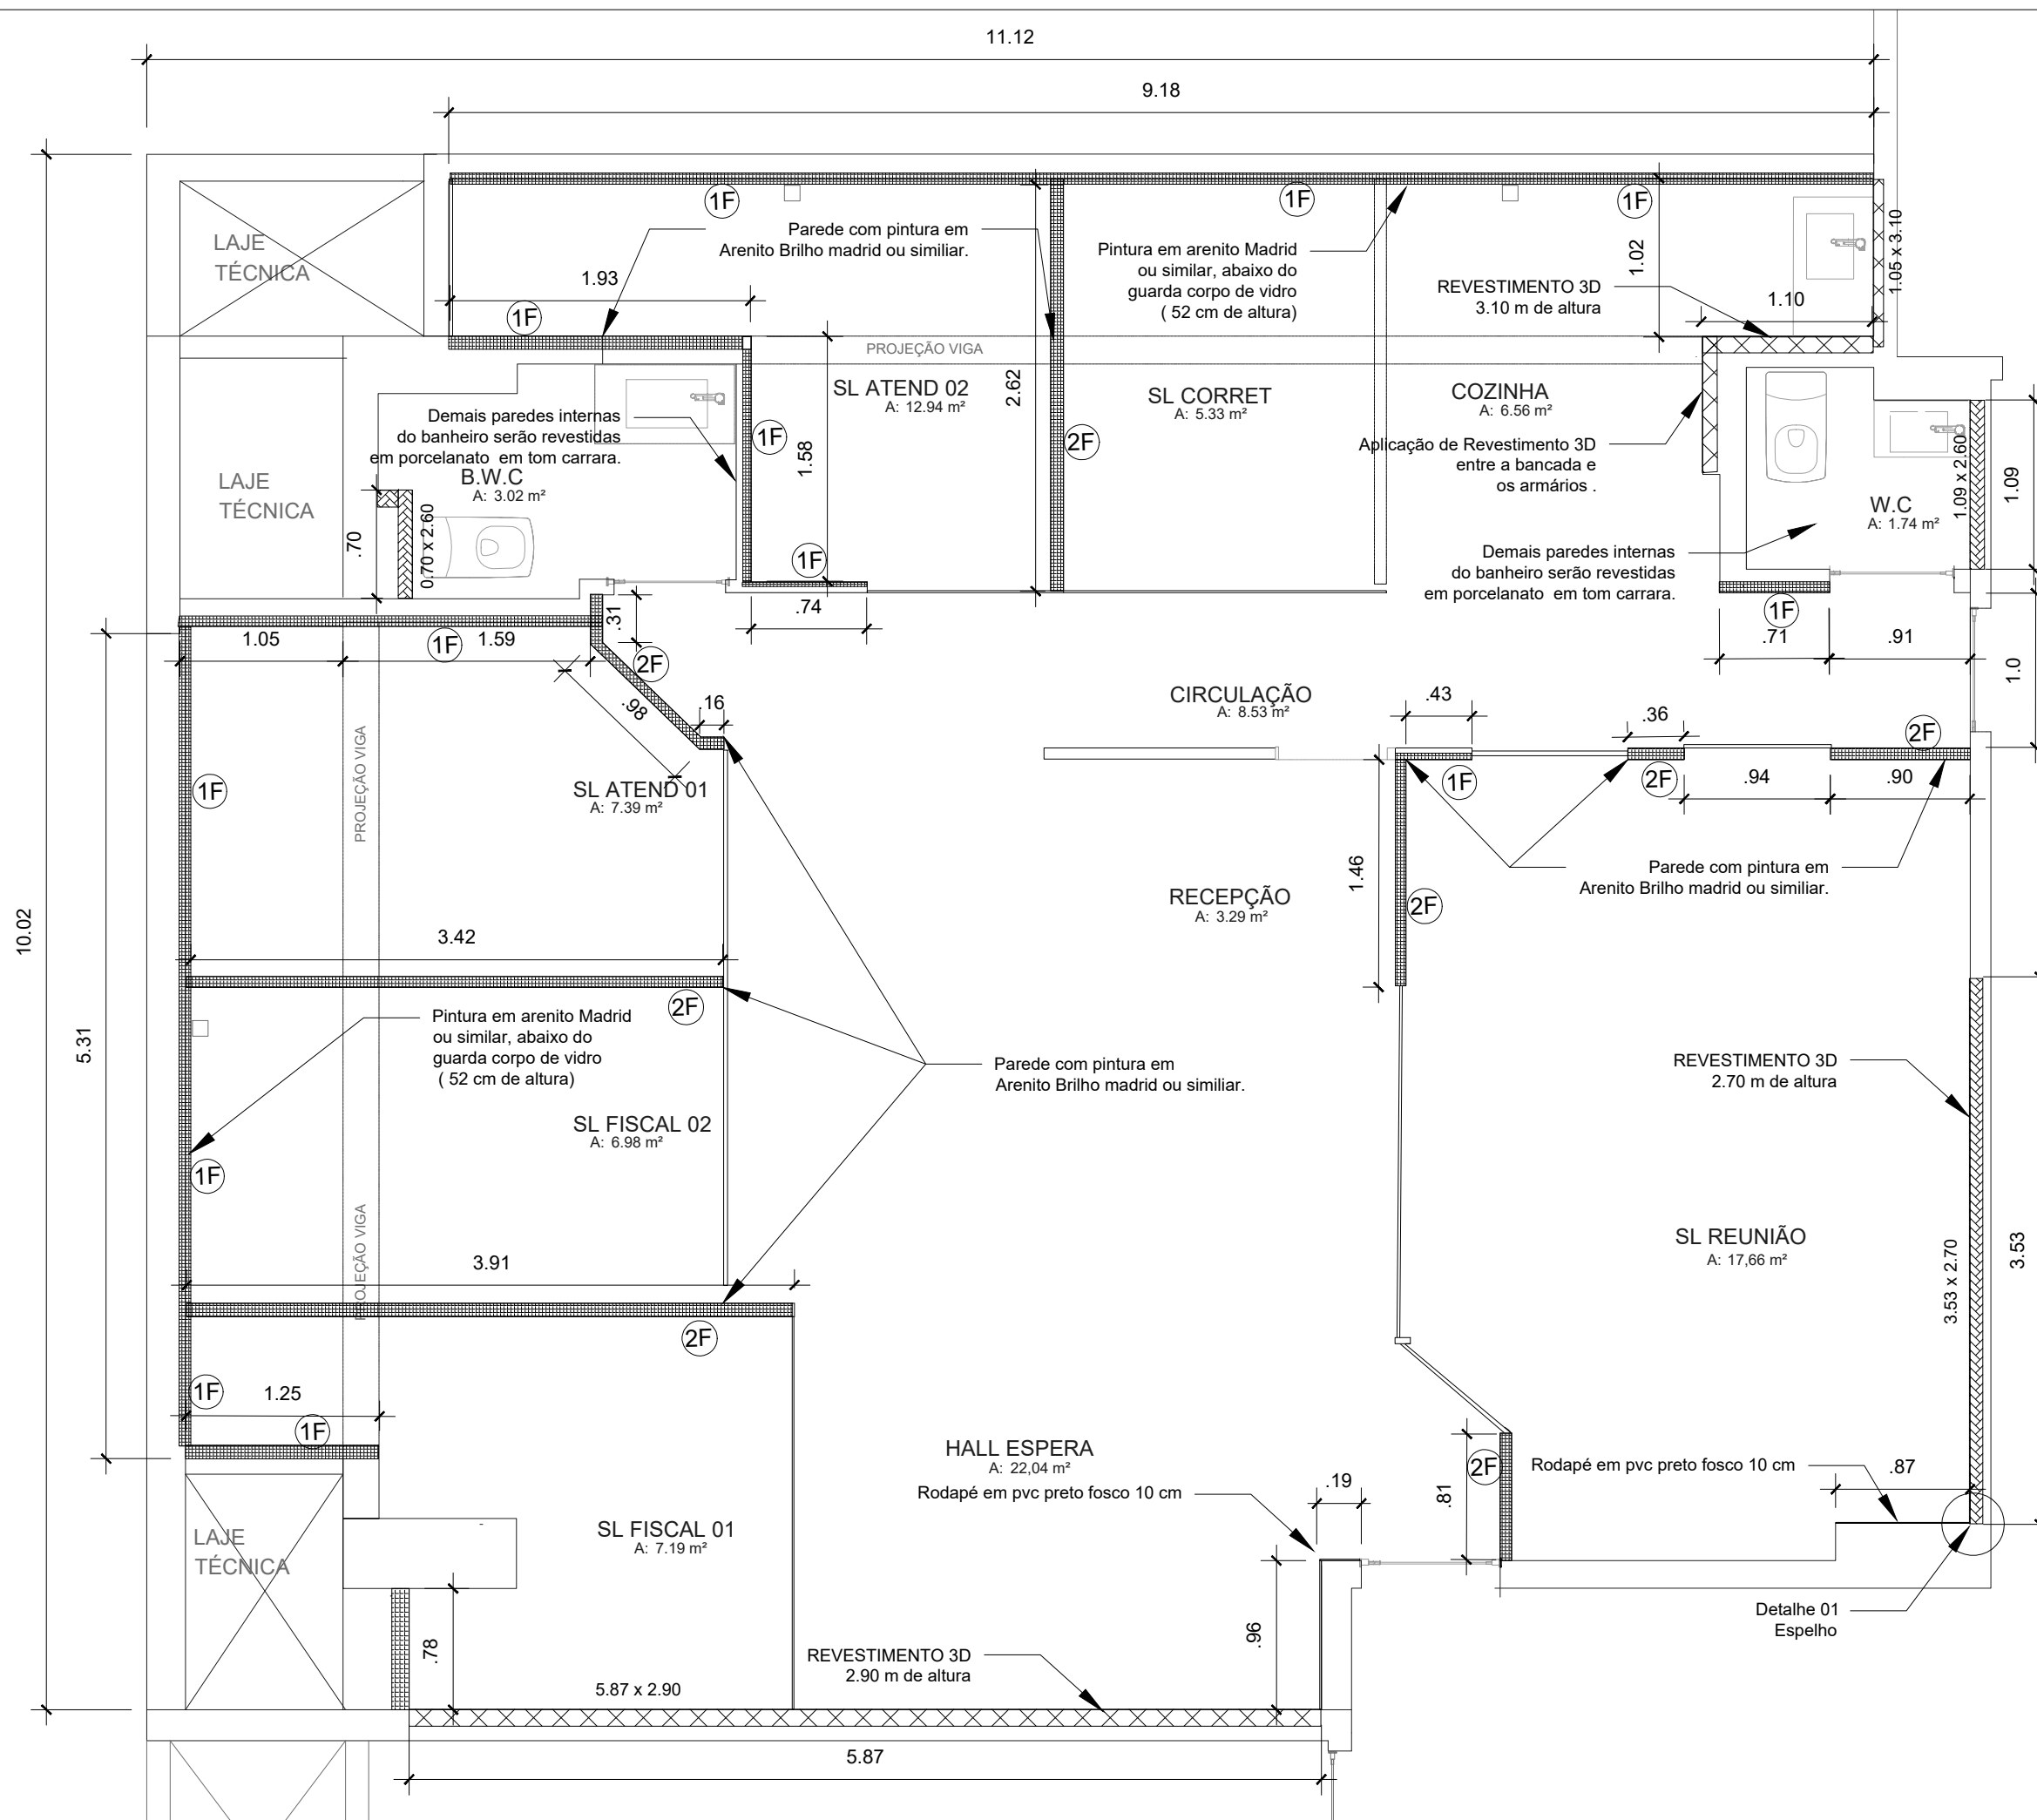 11.12
9.18
10.02
LAJE
TÉCNICA
1F
1F
1F
Parede com pintura em
Arenito Brilho madrid ou similiar.
Pintura em arenito Madrid
ou similar, abaixo do
guarda corpo de vidro
( 52 cm de altura)
1.02
REVESTIMENTO 3D
3.10 m de altura
1.10
1.05 x 3.10
1.93
1F
PROJEÇÃO VIGA
SL ATEND 02
A: 12.94 m²
2.62
SL CORRET
A: 5.33 m²
COZINHA
A: 6.56 m²
Demais paredes internas
do banheiro serão revestidas
em porcelanato em tom carrara.
1F
1.58
2F
Aplicação de Revestimento 3D
entre a bancada e
os armários .
B.W.C
A: 3.02 m²
LAJE
TÉCNICA
.70
0.70 x 2.60
1F
W.C
A: 1.74 m²
1.09 x 2.60
1.09
Demais paredes internas
do banheiro serão revestidas
em porcelanato em tom carrara.
.74
.31
1F
.71
.91
1.0
1.05
1F
1.59
2F
.98
.16
CIRCULAÇÃO
A: 8.53 m²
.43
.36
2F
1F
2F
.94
.90
1F
PROJEÇÃO VIGA
SL ATEND 01
A: 7.39 m²
1.46
Parede com pintura em
Arenito Brilho madrid ou similiar.
RECEPÇÃO
A: 3.29 m²
2F
3.42
2F
5.31
Pintura em arenito Madrid
ou similar, abaixo do
guarda corpo de vidro
( 52 cm de altura)
Parede com pintura em
Arenito Brilho madrid ou similiar.
REVESTIMENTO 3D
2.70 m de altura
SL FISCAL 02
A: 6.98 m²
1F
PROJEÇÃO VIGA
3.91
SL REUNIÃO
A: 17,66 m²
3.53 x 2.70
3.53
2F
1F
1.25
1F
HALL ESPERA
A: 22,04 m²
Rodapé em pvc preto fosco 10 cm
.19
.81
2F
Rodapé em pvc preto fosco 10 cm
.87
LAJE
TÉCNICA
SL FISCAL 01
A: 7.19 m²
Detalhe 01
Espelho
.78
.96
REVESTIMENTO 3D
2.90 m de altura
5.87 x 2.90
5.87